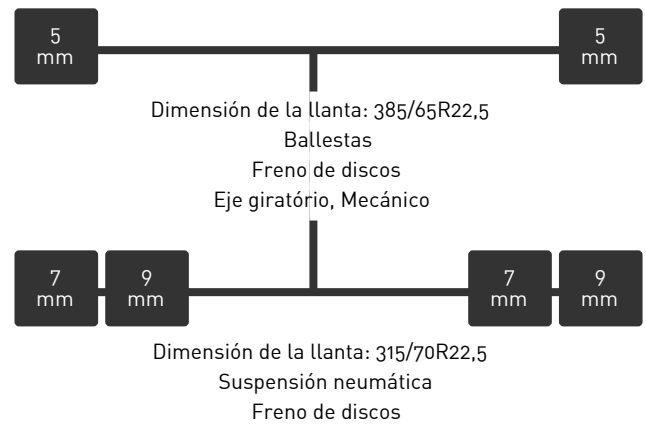 5 mm
5 mm
Dimensión de la llanta: 385/65R22,5
Ballestas
Freno de discos
Eje giratório, Mecánico
7 mm
9 mm
7 mm
9 mm
Dimensión de la llanta: 315/70R22,5
Suspensión neumática
Freno de discos